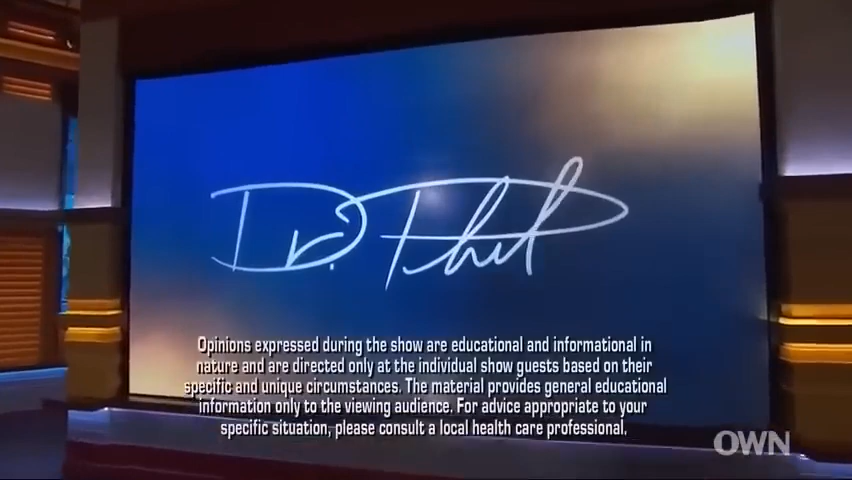 Dr. Phil
Opinions expressed during the show are educational and informational in
nature and are directed only at the individual show guests based on their
specific and unique circumstances. The material provides general educational
information only to the viewing audience. For advice appropriate to your
specific situation, please consult a local health care professional.
OWN